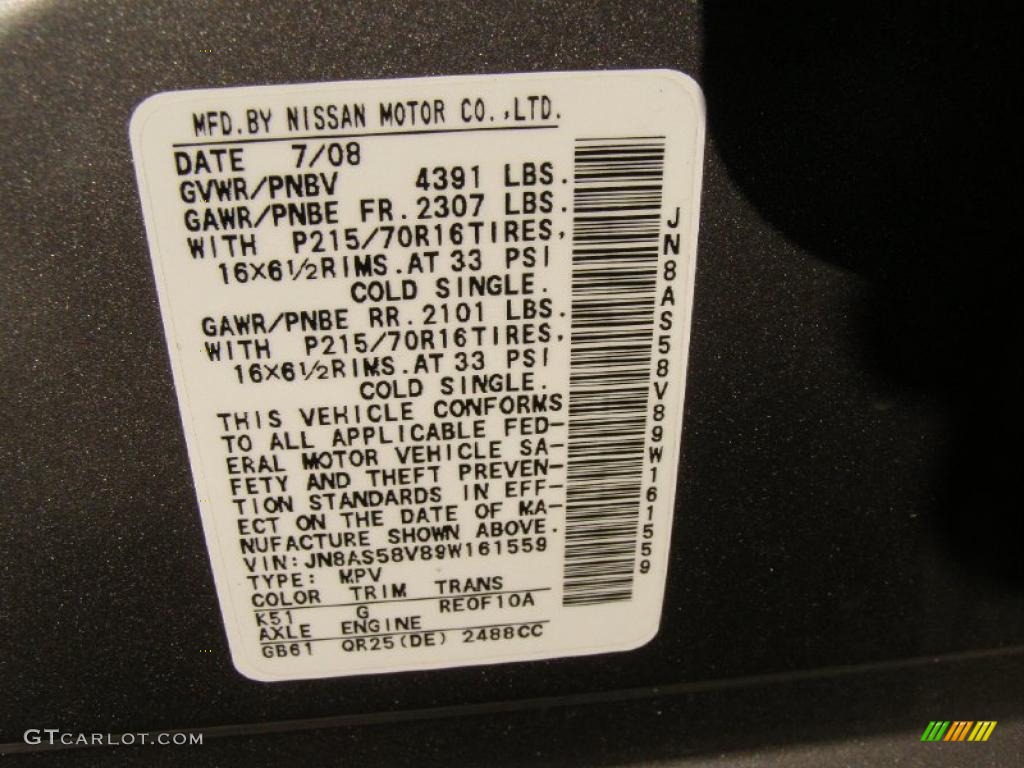 MFD.BY NISSAN MOTOR CO.,LTD.
DATE 7/08
GVWR/PNBV 4391 LBS.
GAWR/PNBE FR.2307 LBS.
WITH P215/70R16TIRES,
16X6½RIMS.AT 33 PSI
COLD SINGLE.
GAWR/PNBE RR.2101 LBS.
WITH P215/70R16TIRES,
16X6½RIMS.AT 33 PSI
COLD SINGLE.
THIS VEHICLE CONFORMS
TO ALL APPLICABLE FED-
ERAL MOTOR VEHICLE SA-
FETY AND THEFT PREVEN-
TION STANDARDS IN EFF-
ECT ON THE DATE OF MA-
NUFACTURE SHOWN ABOVE.
VIN:JN8AS58V89W161559
TYPE: MPV
COLOR TRIM TRANS
K51 G RE0F10A
AXLE ENGINE
GB61 QR25(DE) 2488CC
JN8AS58V89W161559
GTCARLOT.COM